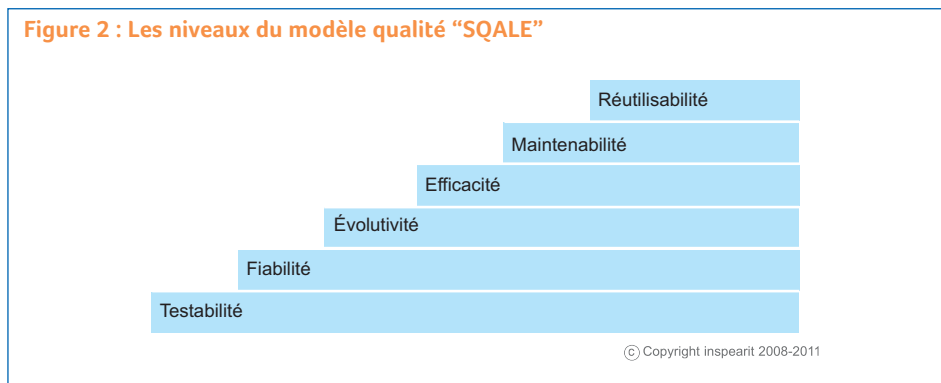 Figure 2 : Les niveaux du modèle qualité “SQALE”
Réutilisabilité
Maintenabilité
Efficacité
Évolutivité
Fiabilité
Testabilité
© Copyright inspearit 2008-2011